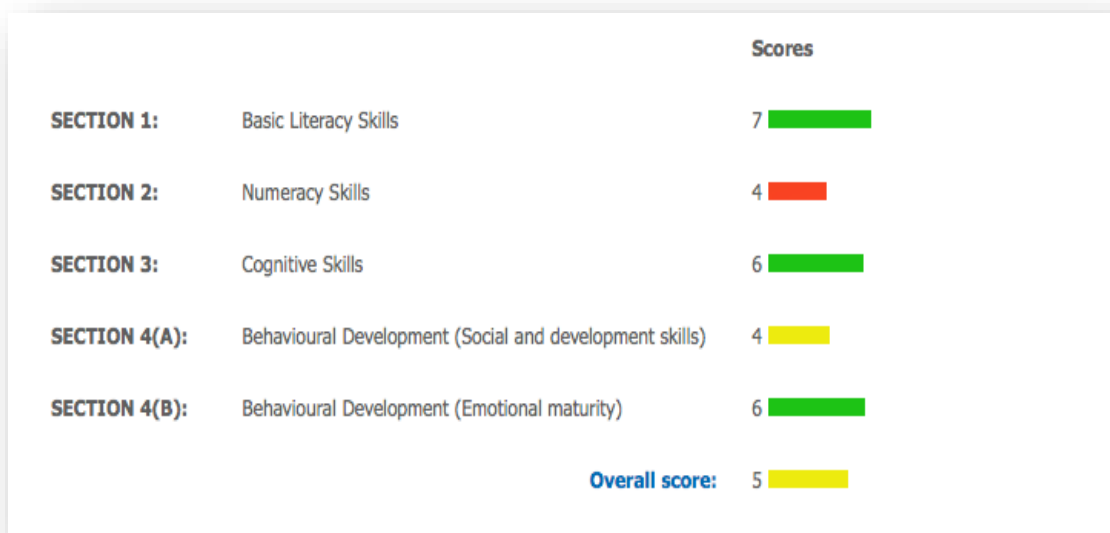 Scores
SECTION 1: Basic Literacy Skills 7
SECTION 2: Numeracy Skills 4
SECTION 3: Cognitive Skills 6
SECTION 4(A): Behavioural Development (Social and development skills) 4
SECTION 4(B): Behavioural Development (Emotional maturity) 6
Overall score: 5